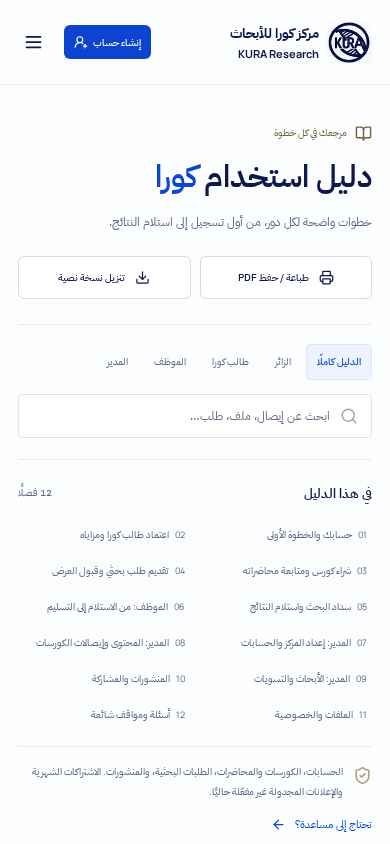 مركز كورا للأبحاث
KURA Research
KURA
إنشاء حساب
مرجعك في كل خطوة
دليل استخدام كورا
خطوات واضحة لكل دور، من أول تسجيل إلى استلام النتائج.
طباعة / حفظ PDF
تنزيل نسخة نصية
الدليل كاملًا
الزائر
طالب كورا
الموظف
المدير
ابحث عن إيصال، ملف، طلب...
في هذا الدليل
12 فصلًا
01 حسابك والخطوة الأولى
02 اعتماد طالب كورا ومزاياه
03 شراء كورس ومتابعة محاضراته
04 تقديم طلب بحثي وقبول العرض
05 سداد البحث واستلام النتائج
06 الموظف: من الاستلام إلى التسليم
07 المدير: إعداد المركز والحسابات
08 المدير: المحتوى وإيصالات الكورسات
09 المدير: الأبحاث والتسويات
10 المنشورات والمشاركة
11 الملفات والخصوصية
12 أسئلة ومواقف شائعة
الحسابات، الكورسات والمحاضرات، الطلبات البحثية، والمنشورات. الاشتراكات الشهرية
والإعلانات المجدولة غير مفعّلة حاليًا.
تحتاج إلى مساعدة؟